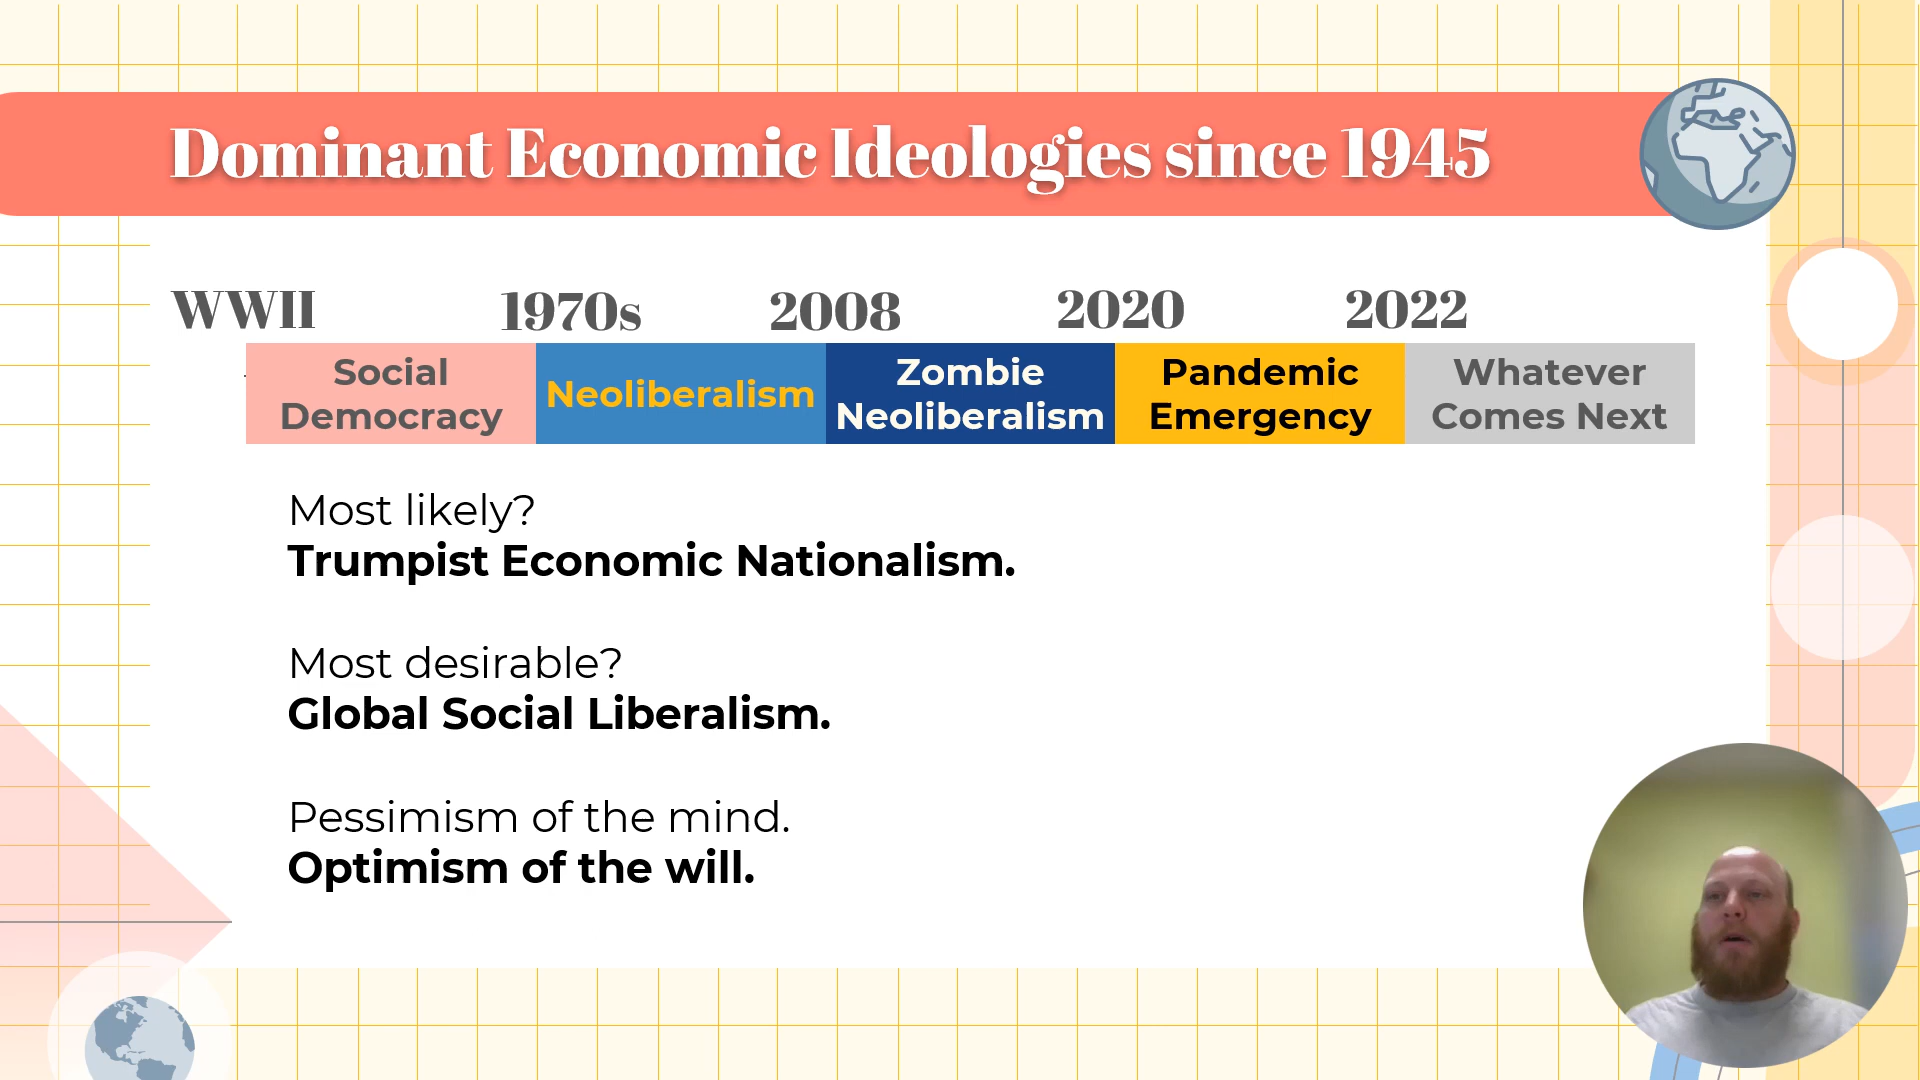 Dominant Economic Ideologies since 1945
WWII 1970s 2008 2020 2022
Social Democracy
Neoliberalism
Zombie Neoliberalism
Pandemic Emergency
Whatever Comes Next
Most likely?
Trumpist Economic Nationalism.
Most desirable?
Global Social Liberalism.
Pessimism of the mind.
Optimism of the will.